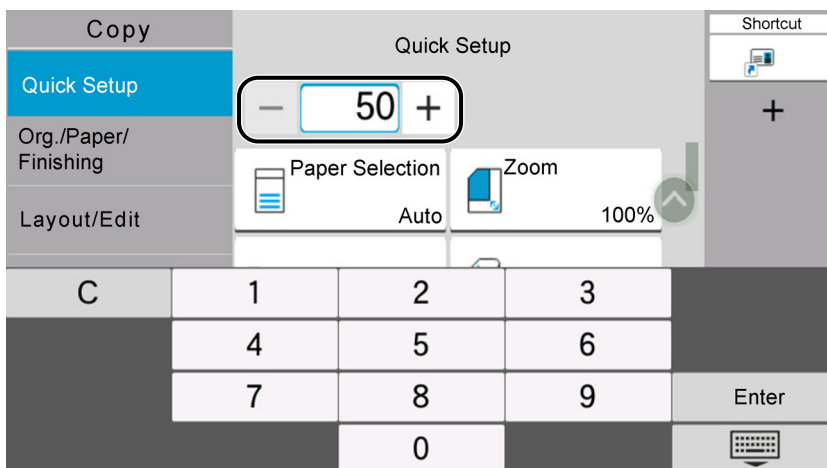 Copy
Quick Setup
Shortcut
Quick Setup
− 50 +
+
Org./Paper/
Finishing
Paper Selection
Auto
Zoom
100%
Layout/Edit
C 1 2 3
4 5 6
7 8 9 Enter
0